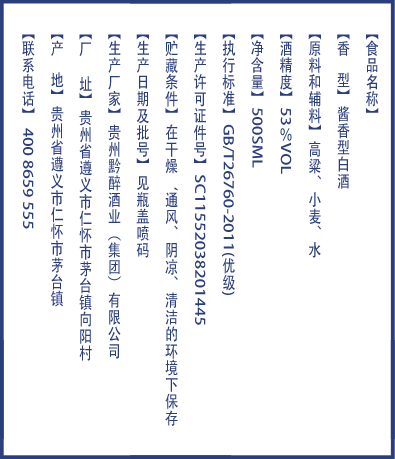 【食品名称】
【香 型】 酱香型白酒
【原料和辅料】 高粱、小麦、水
【酒精度】 53%VOL
【净含量】 500SML
【执行标准】 GB/T26760-2011(优级)
【生产许可证件号】 SC11552038201445
【贮藏条件】 在干燥 、通风、阴凉、清洁的环境下保存
【生产日期及批号】 见瓶盖喷码
【生产厂家】 贵州黔醉酒业（集团）有限公司
【厂 址】 贵州省遵义市仁怀市茅台镇向阳村
【产 地】 贵州省遵义市仁怀市茅台镇
【联系电话】 400 8659 555